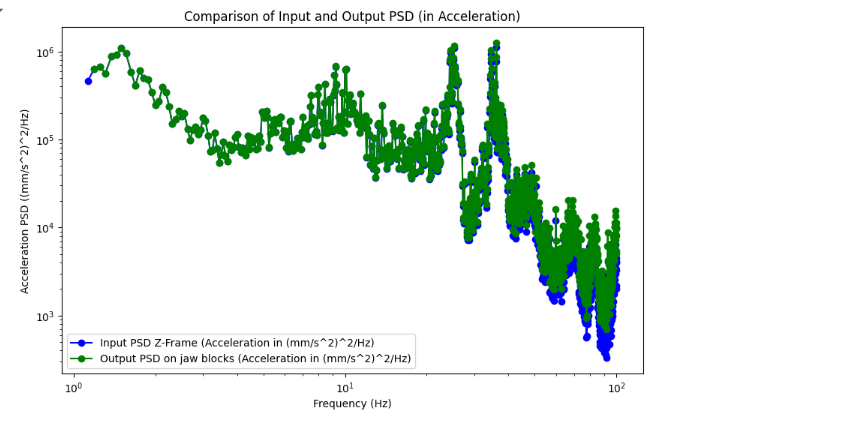 Comparison of Input and Output PSD (in Acceleration)
Acceleration PSD ((mm/s^2)^2/Hz)
10^6
10^5
10^4
10^3
Input PSD Z-Frame (Acceleration in (mm/s^2)^2/Hz)
Output PSD on jaw blocks (Acceleration in (mm/s^2)^2/Hz)
10^0 10^1 10^2
Frequency (Hz)